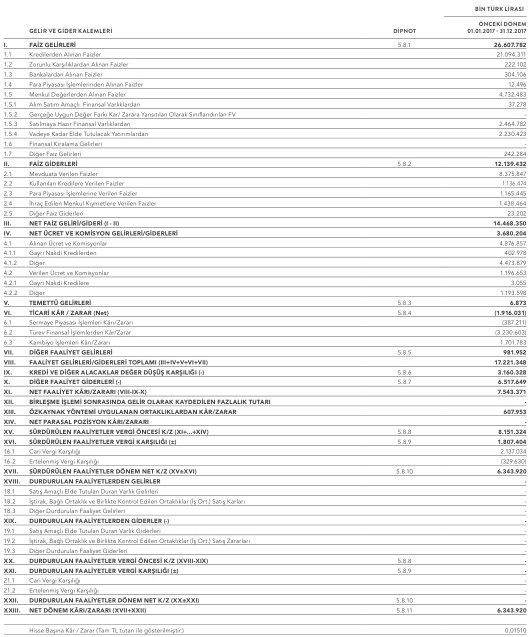 BİN TÜRK LİRASI
ÖNCEKİ DÖNEM
GELİR VE GİDER KALEMLERİ DİPNOT 01.01.2017 - 31.12.2017
I. FAİZ GELİRLERİ 5.8.1 26.607.782
1.1 Kredilerden Alınan Faizler 21.094.311
1.2 Zorunlu Karşılıklardan Alınan Faizler 222.102
1.3 Bankalardan Alınan Faizler 304.106
1.4 Para Piyasası İşlemlerinden Alınan Faizler 12.496
1.5 Menkul Değerlerden Alınan Faizler 4.732.483
1.5.1 Alım Satım Amaçlı Finansal Varlıklardan 37.278
1.5.2 Gerçeğe Uygun Değer Farkı Kar/ Zarara Yansıtılan Olarak Sınıflandırılan FV -
1.5.3 Satılmaya Hazır Finansal Varlıklardan 2.464.782
1.5.4 Vadeye Kadar Elde Tutulacak Yatırımlardan 2.230.423
1.6 Finansal Kiralama Gelirleri -
1.7 Diğer Faiz Gelirleri 242.284
II. FAİZ GİDERLERİ 5.8.2 12.139.432
2.1 Mevduata Verilen Faizler 8.375.847
2.2 Kullanılan Kredilere Verilen Faizler 1.136.474
2.3 Para Piyasası İşlemlerine Verilen Faizler 1.165.445
2.4 İhraç Edilen Menkul Kıymetlere Verilen Faizler 1.438.464
2.5 Diğer Faiz Giderleri 23.202
III. NET FAİZ GELİRİ/GİDERİ (I - II) 14.468.350
IV. NET ÜCRET VE KOMİSYON GELİRLERİ/GİDERLERİ 3.680.204
4.1 Alınan Ücret ve Komisyonlar 4.876.857
4.1.1 Gayri Nakdi Kredilerden 402.978
4.1.2 Diğer 4.473.879
4.2 Verilen Ücret ve Komisyonlar 1.196.653
4.2.1 Gayri Nakdi Kredilere 3.055
4.2.2 Diğer 1.193.598
V. TEMETTÜ GELİRLERİ 5.8.3 6.873
VI. TİCARİ KÂR / ZARAR (Net) 5.8.4 (1.916.031)
6.1 Sermaye Piyasası İşlemleri Kârı/Zararı (387.211)
6.2 Türev Finansal İşlemlerden Kâr/Zarar (3.230.603)
6.3 Kambiyo İşlemleri Kârı/Zararı 1.701.783
VII. DİĞER FAALİYET GELİRLERİ 5.8.5 981.952
VIII. FAALİYET GELİRLERİ/GİDERLERİ TOPLAMI (III+IV+V+VI+VII) 17.221.348
IX. KREDİ VE DİĞER ALACAKLAR DEĞER DÜŞÜŞ KARŞILIĞI (-) 5.8.6 3.160.328
X. DİĞER FAALİYET GİDERLERİ (-) 5.8.7 6.517.649
XI. NET FAALİYET KÂRI/ZARARI (VIII-IX-X) 7.543.371
XII. BİRLEŞME İŞLEMİ SONRASINDA GELİR OLARAK KAYDEDİLEN FAZLALIK TUTARI -
XIII. ÖZKAYNAK YÖNTEMİ UYGULANAN ORTAKLIKLARDAN KÂR/ZARAR 607.953
XIV. NET PARASAL POZİSYON KÂRI/ZARARI -
XV. SÜRDÜRÜLEN FAALİYETLER VERGİ ÖNCESİ K/Z (XI+...+XIV) 5.8.8 8.151.324
XVI. SÜRDÜRÜLEN FAALİYETLER VERGİ KARŞILIĞI (±) 5.8.9 1.807.404
16.1 Cari Vergi Karşılığı 2.137.034
16.2 Ertelenmiş Vergi Karşılığı (329.630)
XVII. SÜRDÜRÜLEN FAALİYETLER DÖNEM NET K/Z (XV±XVI) 5.8.10 6.343.920
XVIII. DURDURULAN FAALİYETLERDEN GELİRLER -
18.1 Satış Amaçlı Elde Tutulan Duran Varlık Gelirleri -
18.2 İştirak, Bağlı Ortaklık ve Birlikte Kontrol Edilen Ortaklıklar (İş Ort.) Satış Karları -
18.3 Diğer Durdurulan Faaliyet Gelirleri -
XIX. DURDURULAN FAALİYETLERDEN GİDERLER (-) -
19.1 Satış Amaçlı Elde Tutulan Duran Varlık Giderleri -
19.2 İştirak, Bağlı Ortaklık ve Birlikte Kontrol Edilen Ortaklıklar (İş Ort.) Satış Zararları -
19.3 Diğer Durdurulan Faaliyet Giderleri -
XX. DURDURULAN FAALİYETLER VERGİ ÖNCESİ K/Z (XVIII-XIX) 5.8.8 -
XXI. DURDURULAN FAALİYETLER VERGİ KARŞILIĞI (±) 5.8.9 -
21.1 Cari Vergi Karşılığı -
21.2 Ertelenmiş Vergi Karşılığı -
XXII. DURDURULAN FAALİYETLER DÖNEM NET K/Z (XX±XXI) 5.8.10 -
XXIII. NET DÖNEM KÂRI/ZARARI (XVII+XXII) 5.8.11 6.343.920
Hisse Başına Kâr / Zarar (Tam TL tutarı ile gösterilmiştir.) 0,01510